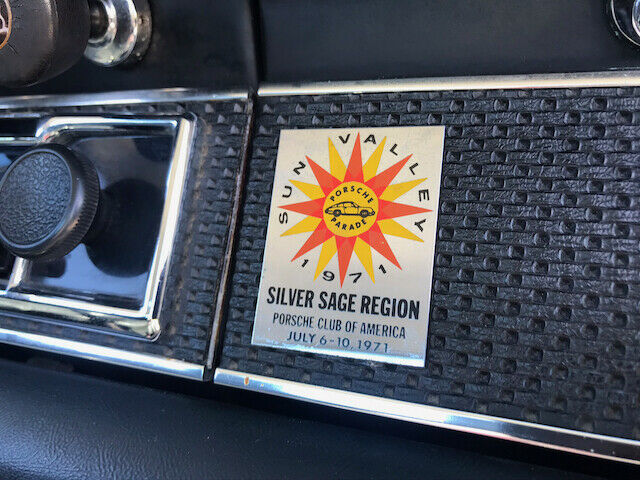 SUN VALLEY
PORSCHE
PARADE
1971
SILVER SAGE REGION
PORSCHE CLUB OF AMERICA
JULY 6-10, 1971